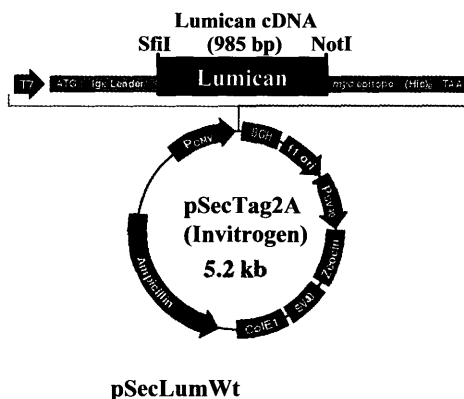 Lumican cDNA
SfiI (985 bp) NotI
T7 ATG Igκ Leader Lumican myc epitope (His)6 TAA
PCMV BGH f1 ori
PSV40
pSecTag2A
(Invitrogen)
5.2 kb
Zeocin
Ampicillin
ColE1 SV40
pSecLumWt